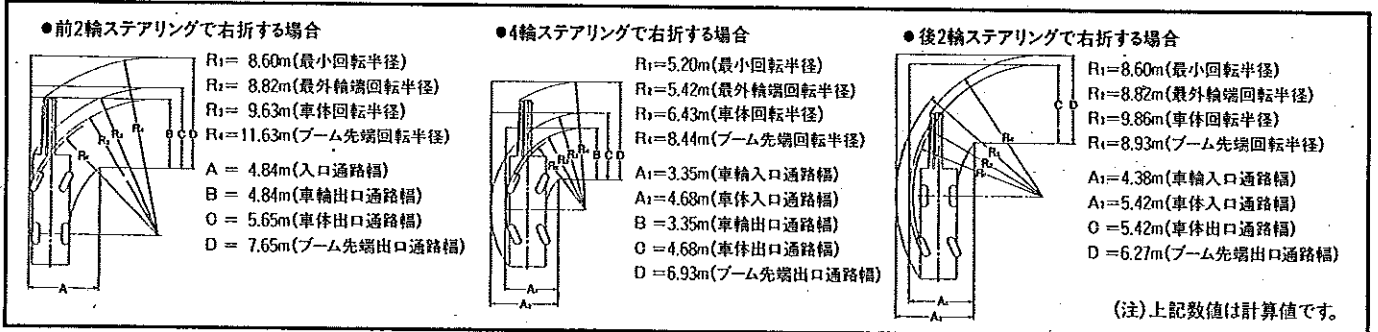 ●前2輪ステアリングで右折する場合
R₁= 8.60m(最小回転半径)
R₂= 8.82m(最外輪端回転半径)
R₃= 9.63m(車体回転半径)
R₄=11.63m(ブーム先端回転半径)
A = 4.84m(入口通路幅)
B = 4.84m(車輪出口通路幅)
C = 5.65m(車体出口通路幅)
D = 7.65m(ブーム先端出口通路幅)
B C D
A
●4輪ステアリングで右折する場合
R₁=5.20m(最小回転半径)
R₂=5.42m(最外輪端回転半径)
R₃=6.43m(車体回転半径)
R₄=8.44m(ブーム先端回転半径)
A₁=3.35m(車輪入口通路幅)
A₂=4.68m(車体入口通路幅)
B =3.35m(車輪出口通路幅)
C =4.68m(車体出口通路幅)
D =6.93m(ブーム先端出口通路幅)
B C D
A₁
A₂
●後2輪ステアリングで右折する場合
R₁=8.60m(最小回転半径)
R₂=8.82m(最外輪端回転半径)
R₃=9.86m(車体回転半径)
R₄=8.93m(ブーム先端回転半径)
A₁=4.38m(車輪入口通路幅)
A₂=5.42m(車体入口通路幅)
C =5.42m(車体出口通路幅)
D =6.27m(ブーム先端出口通路幅)
C D
(注)上記数値は計算値です。